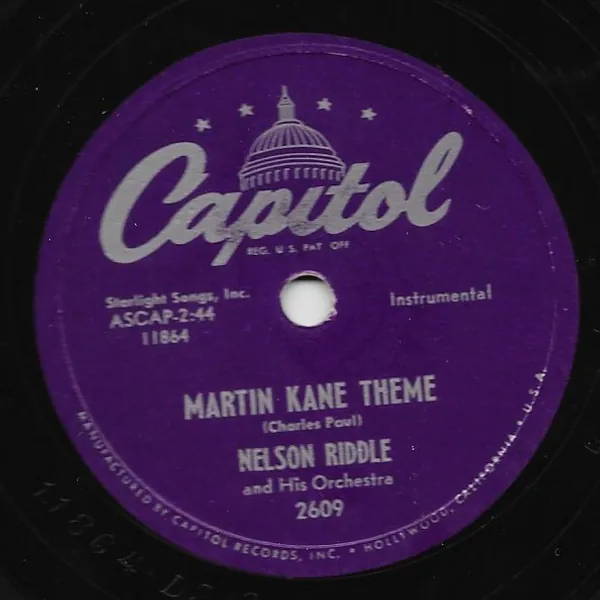 Capitol
REG. U.S. PAT OFF
Starlight Songs, Inc.
ASCAP-2:44
11864
Instrumental
MARTIN KANE THEME
(Charles Paul)
NELSON RIDDLE
and His Orchestra
2609
MANUFACTURED BY CAPITOL RECORDS, INC. • HOLLYWOOD, CALIFORNIA • U.S.A.
11864